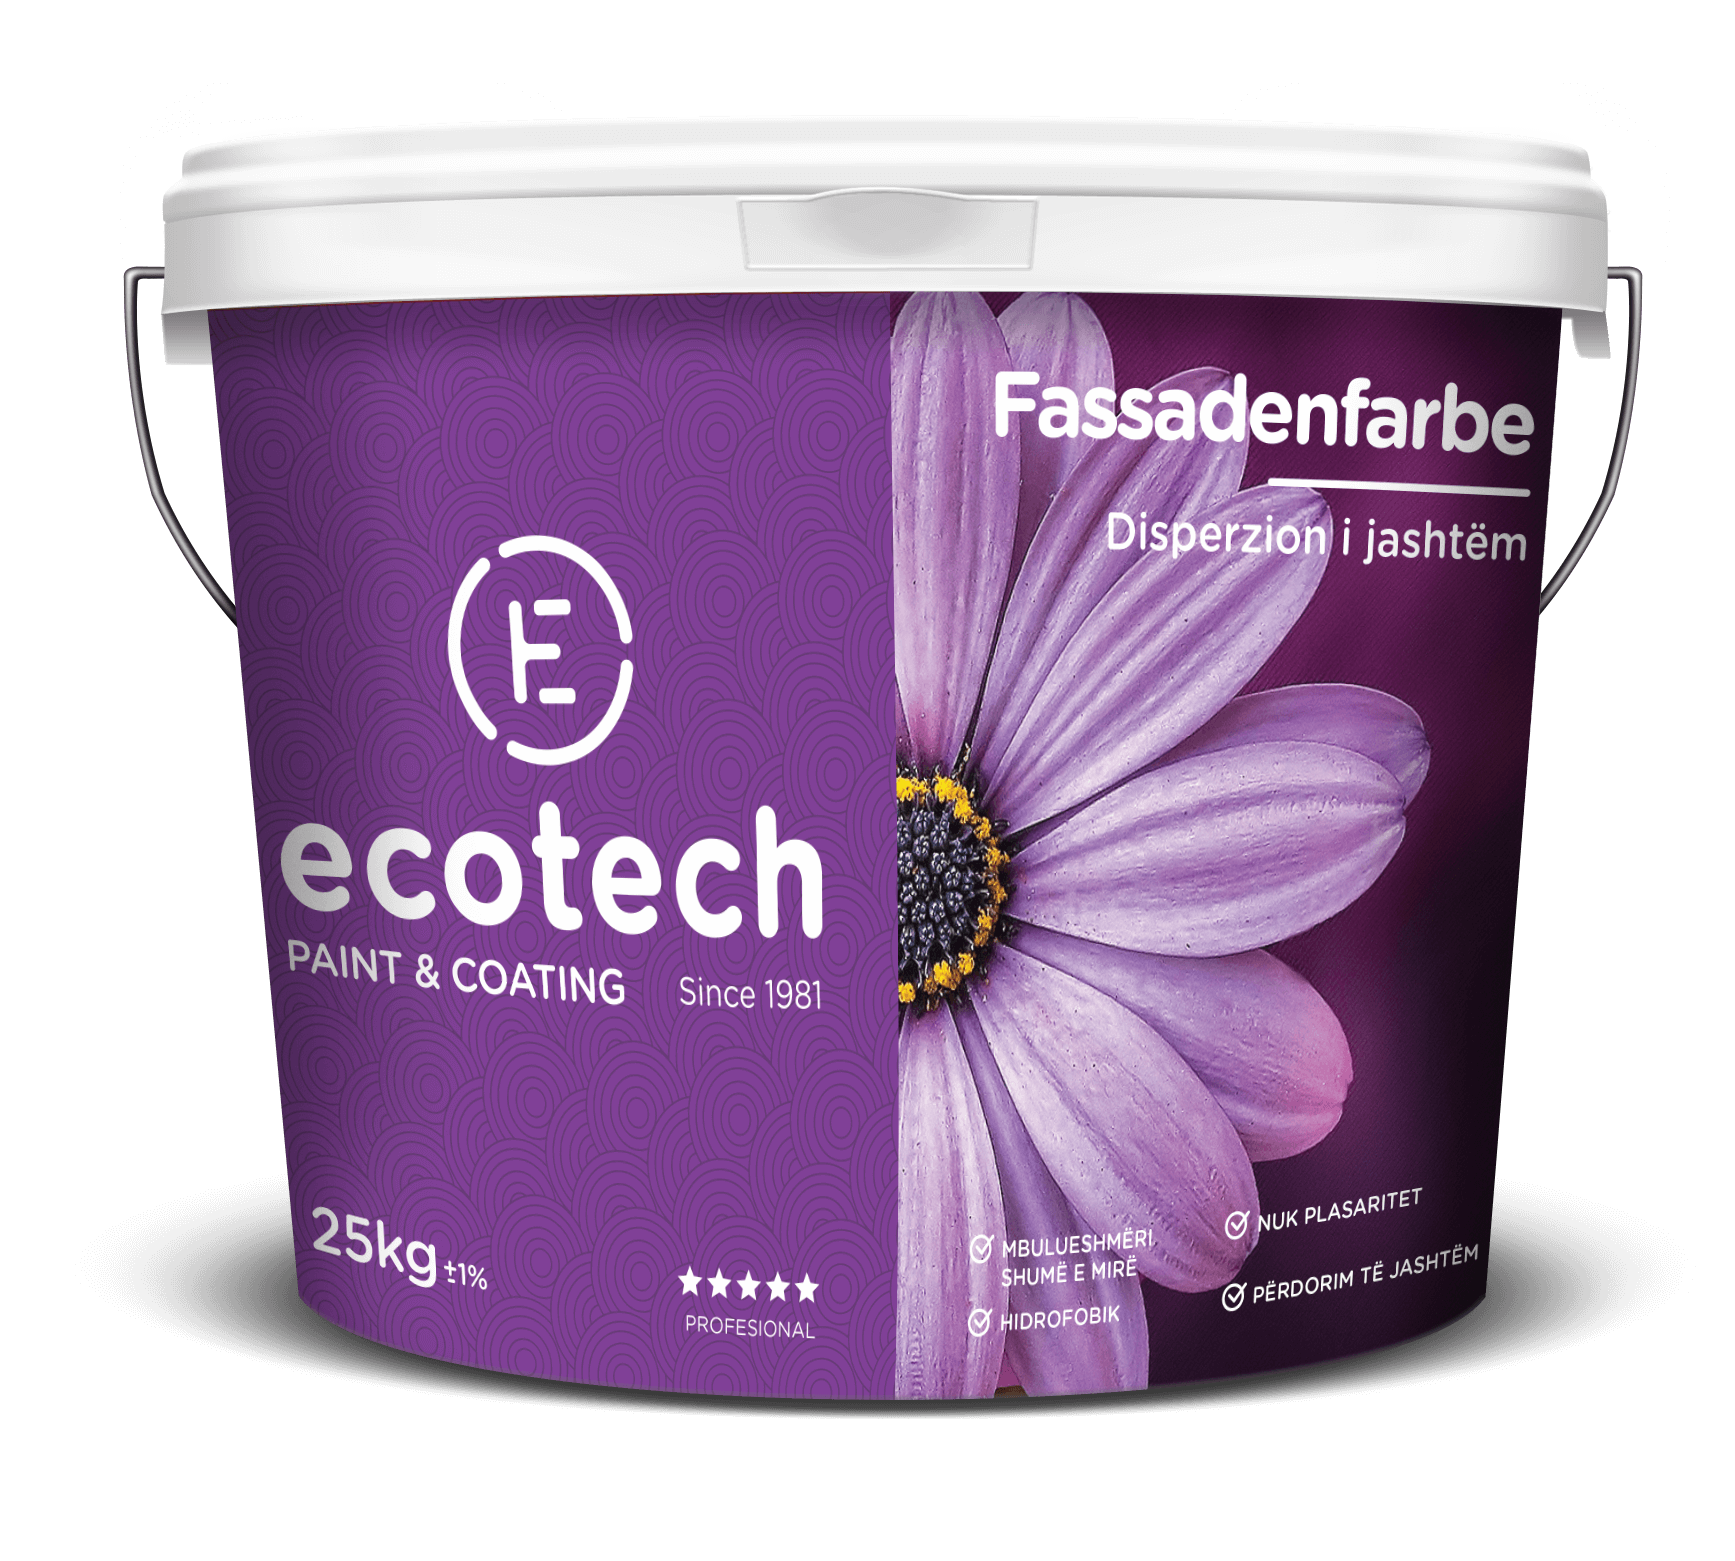 Fassadenfarbe
Disperzion i jashtëm
E
ecotech
PAINT & COATING Since 1981
25kg ±1%
PROFESIONAL
MBULUESHMËRI
SHUMË E MIRË
HIDROFOBIK
NUK PLASARITET
PËRDORIM TË JASHTËM